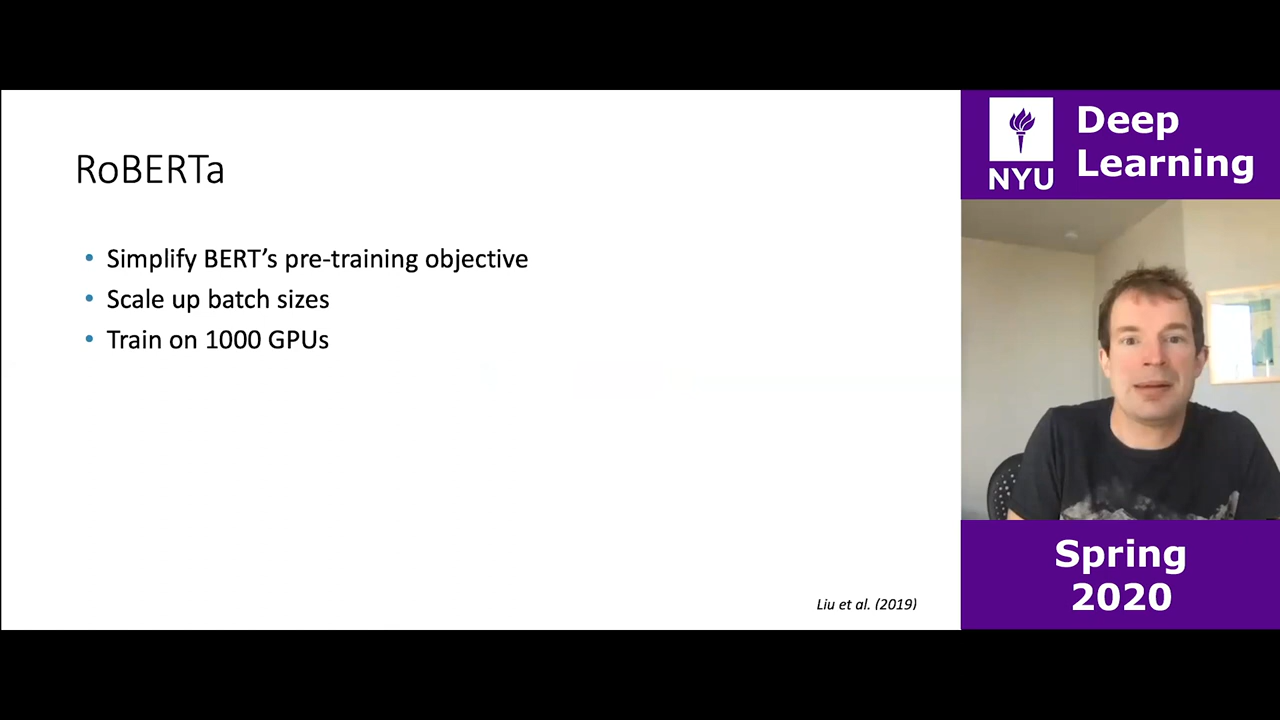 RoBERTa
• Simplify BERT’s pre-training objective
• Scale up batch sizes
• Train on 1000 GPUs
Liu et al. (2019)
NYU
Deep
Learning
Spring
2020